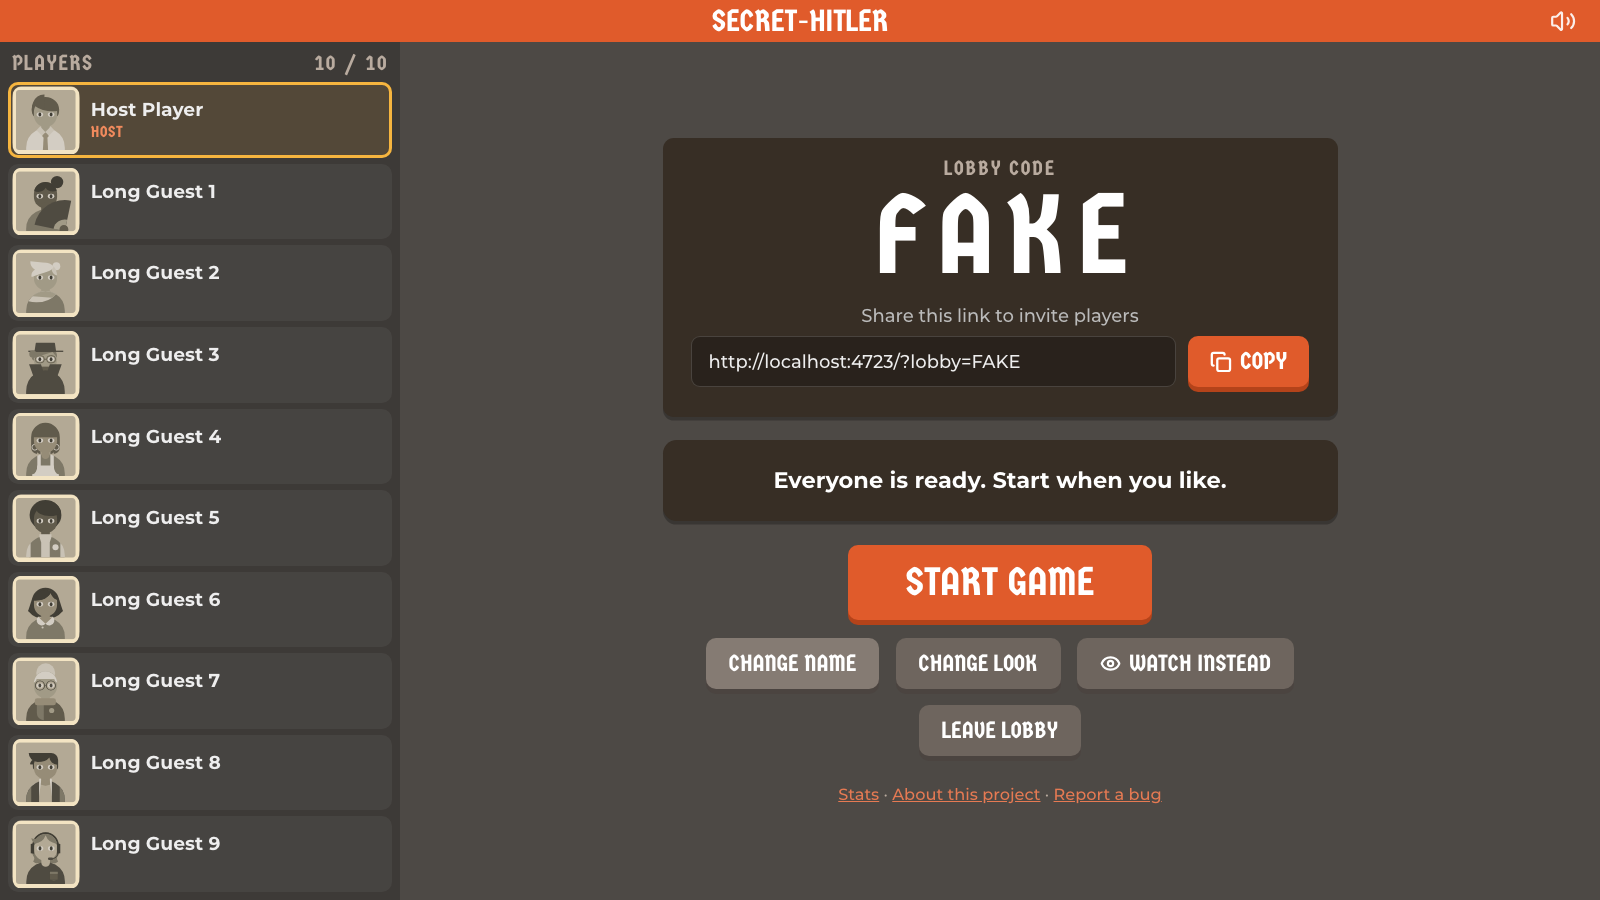 SECRET-HITLER
PLAYERS 10 / 10
Host Player
HOST
Long Guest 1
Long Guest 2
Long Guest 3
Long Guest 4
Long Guest 5
Long Guest 6
Long Guest 7
Long Guest 8
Long Guest 9
LOBBY CODE
FAKE
Share this link to invite players
http://localhost:4723/?lobby=FAKE COPY
Everyone is ready. Start when you like.
START GAME
CHANGE NAME CHANGE LOOK WATCH INSTEAD
LEAVE LOBBY
Stats · About this project · Report a bug